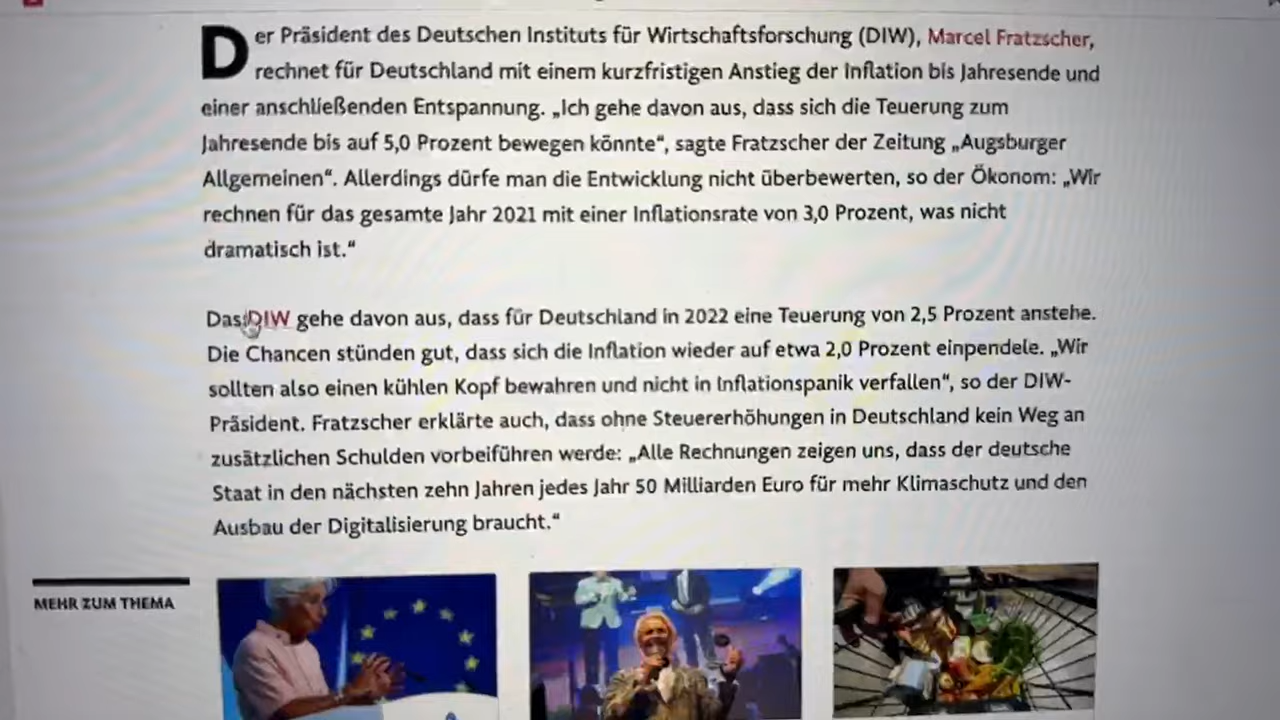 Der Präsident des Deutschen Instituts für Wirtschaftsforschung (DIW), Marcel Fratzscher,
rechnet für Deutschland mit einem kurzfristigen Anstieg der Inflation bis Jahresende und
einer anschließenden Entspannung. „Ich gehe davon aus, dass sich die Teuerung zum
Jahresende bis auf 5,0 Prozent bewegen könnte“, sagte Fratzscher der Zeitung „Augsburger
Allgemeinen“. Allerdings dürfe man die Entwicklung nicht überbewerten, so der Ökonom: „Wir
rechnen für das gesamte Jahr 2021 mit einer Inflationsrate von 3,0 Prozent, was nicht
dramatisch ist.“
Das DIW gehe davon aus, dass für Deutschland in 2022 eine Teuerung von 2,5 Prozent anstehe.
Die Chancen stünden gut, dass sich die Inflation wieder auf etwa 2,0 Prozent einpendele. „Wir
sollten also einen kühlen Kopf bewahren und nicht in Inflationspanik verfallen“, so der DIW-
Präsident. Fratzscher erklärte auch, dass ohne Steuererhöhungen in Deutschland kein Weg an
zusätzlichen Schulden vorbeiführen werde: „Alle Rechnungen zeigen uns, dass der deutsche
Staat in den nächsten zehn Jahren jedes Jahr 50 Milliarden Euro für mehr Klimaschutz und den
Ausbau der Digitalisierung braucht.“
MEHR ZUM THEMA